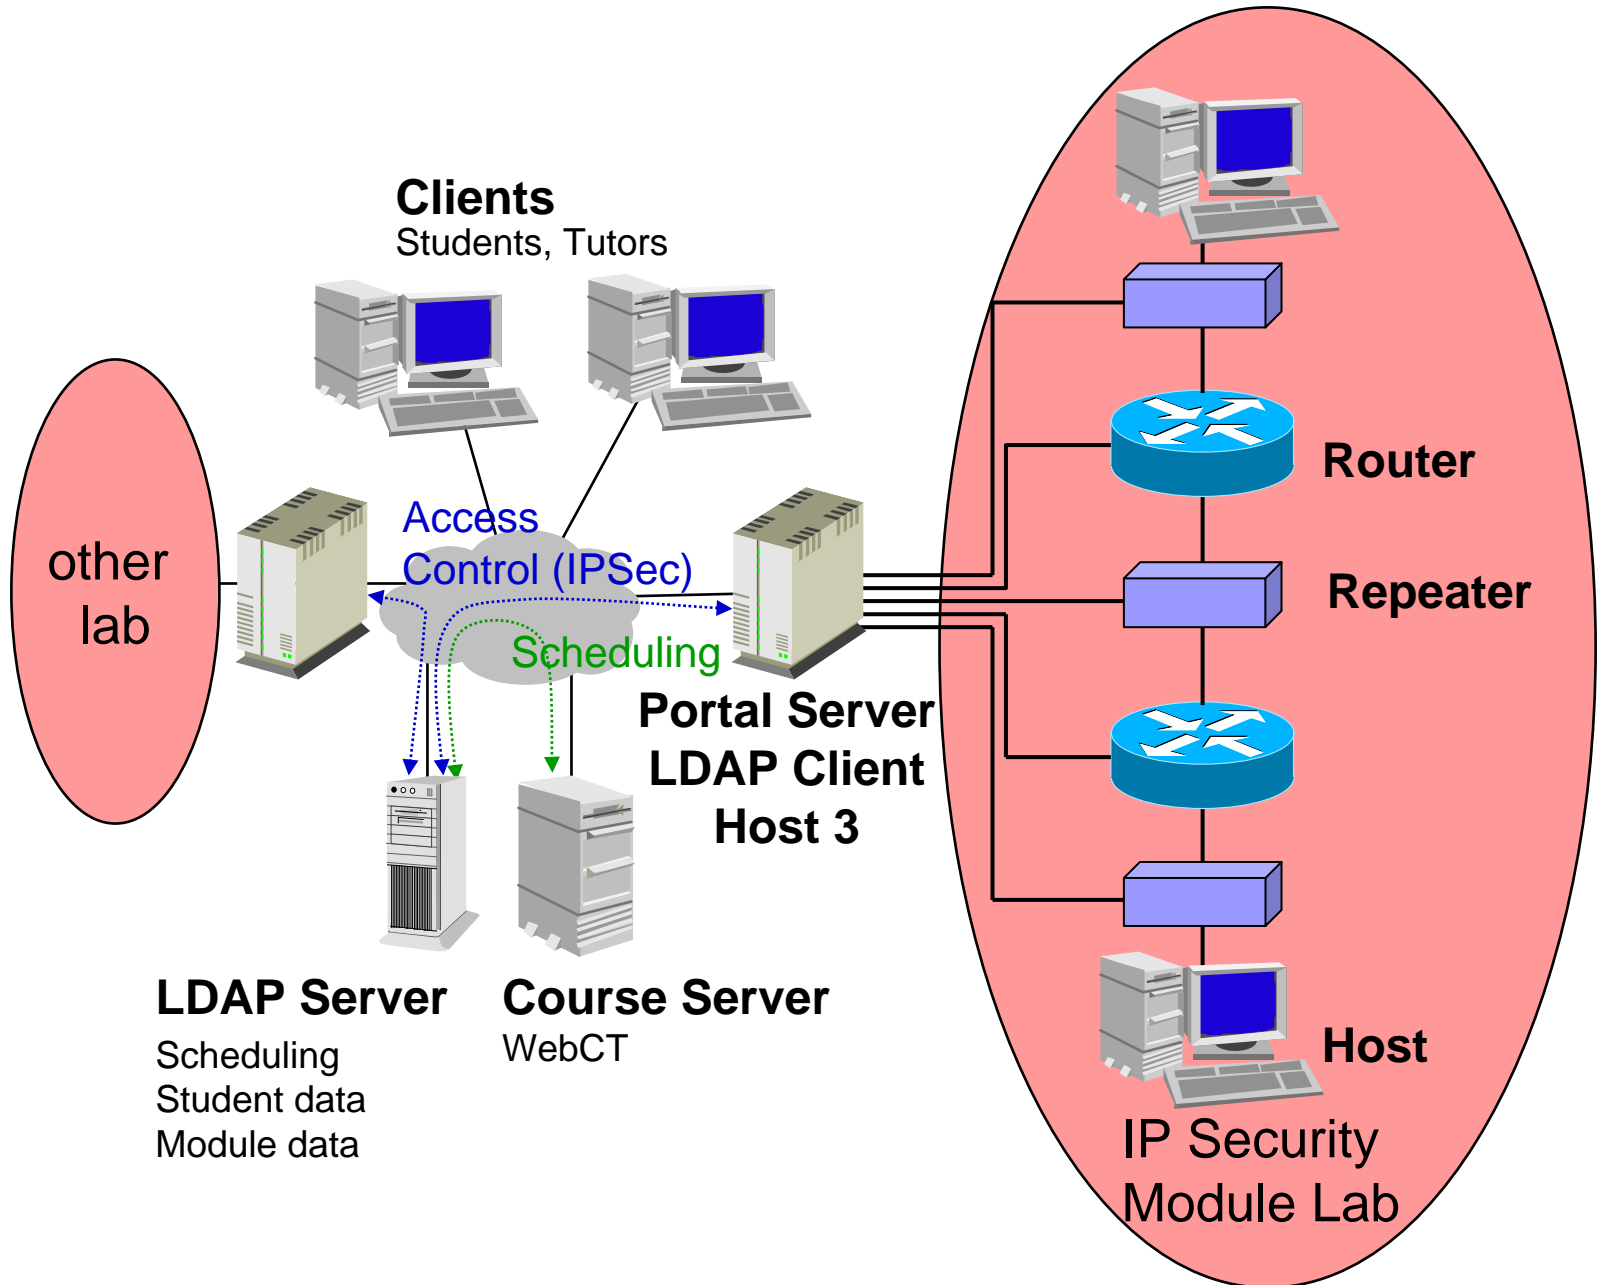 Clients
Students, Tutors
other
lab
Access
Control (IPSec)
Scheduling
Portal Server
LDAP Client
Host 3
LDAP Server
Scheduling
Student data
Module data
Course Server
WebCT
Router
Repeater
Host
IP Security
Module Lab